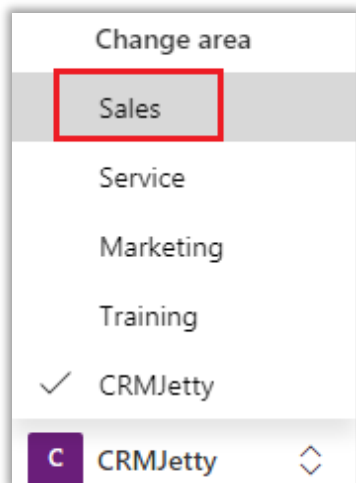 Change area
Sales
Service
Marketing
Training
CRMJetty
C CRMJetty